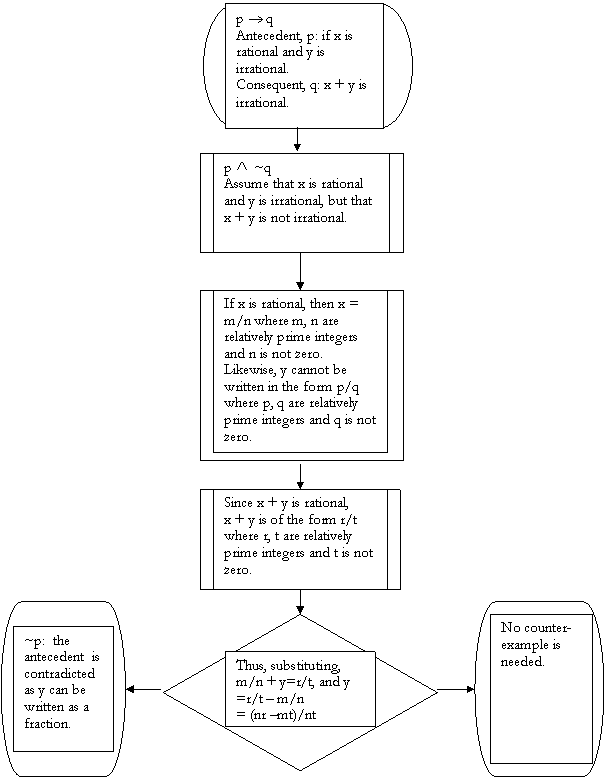 p → q
Antecedent, p: if x is
rational and y is
irrational.
Consequent, q: x + y is
irrational.
p ^ ~q
Assume that x is rational
and y is irrational, but that
x + y is not irrational.
If x is rational, then x =
m/n where m, n are
relatively prime integers
and n is not zero.
Likewise, y cannot be
written in the form p/q
where p, q are relatively
prime integers and q is not
zero.
Since x + y is rational,
x + y is of the form r/t
where r, t are relatively
prime integers and t is not
zero.
~p: the
antecedent is
contradicted
as y can be
written as a
fraction.
Thus, substituting,
m/n + y=r/t, and y
=r/t – m/n
= (nr –mt)/nt
No counter-
example is
needed.